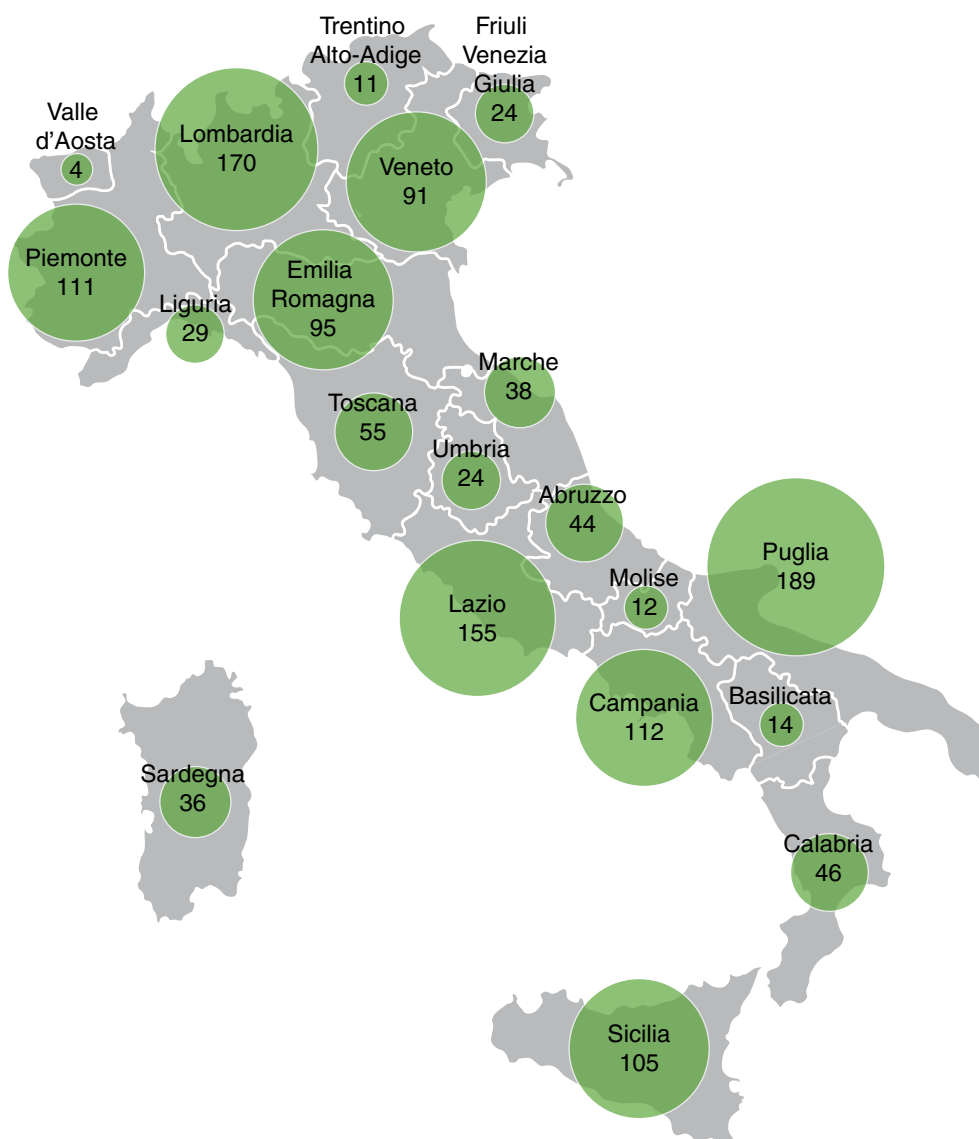 Trentino
Alto-Adige
11
Friuli
Venezia
Giulia
24
Valle
d'Aosta
4
Lombardia
170
Veneto
91
Piemonte
111
Emilia
Romagna
95
Liguria
29
Marche
38
Toscana
55
Umbria
24
Abruzzo
44
Puglia
189
Molise
12
Lazio
155
Campania
112
Basilicata
14
Sardegna
36
Calabria
46
Sicilia
105